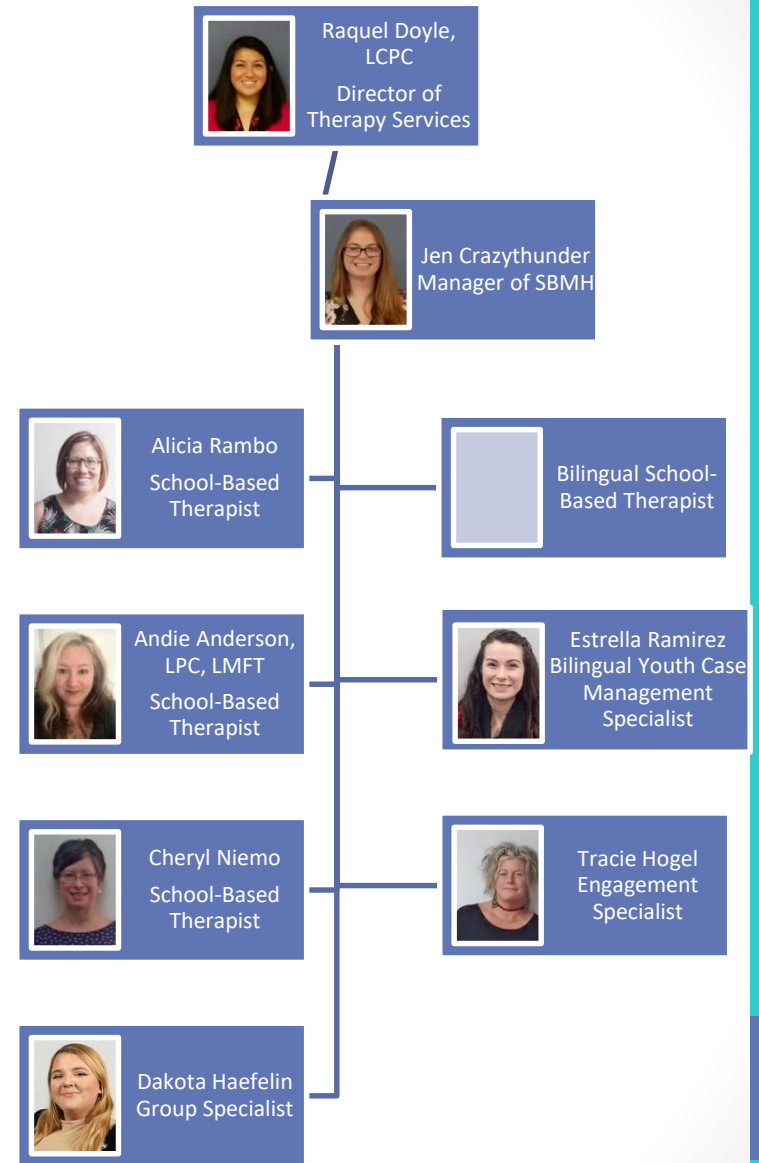 Raquel Doyle,
LCPC
Director of
Therapy Services
Jen Crazythunder
Manager of SBMH
Alicia Rambo
School-Based
Therapist
Bilingual School-
Based Therapist
Andie Anderson,
LPC, LMFT
School-Based
Therapist
Estrella Ramirez
Bilingual Youth Case
Management
Specialist
Cheryl Niemo
School-Based
Therapist
Tracie Hogel
Engagement
Specialist
Dakota Haefelin
Group Specialist